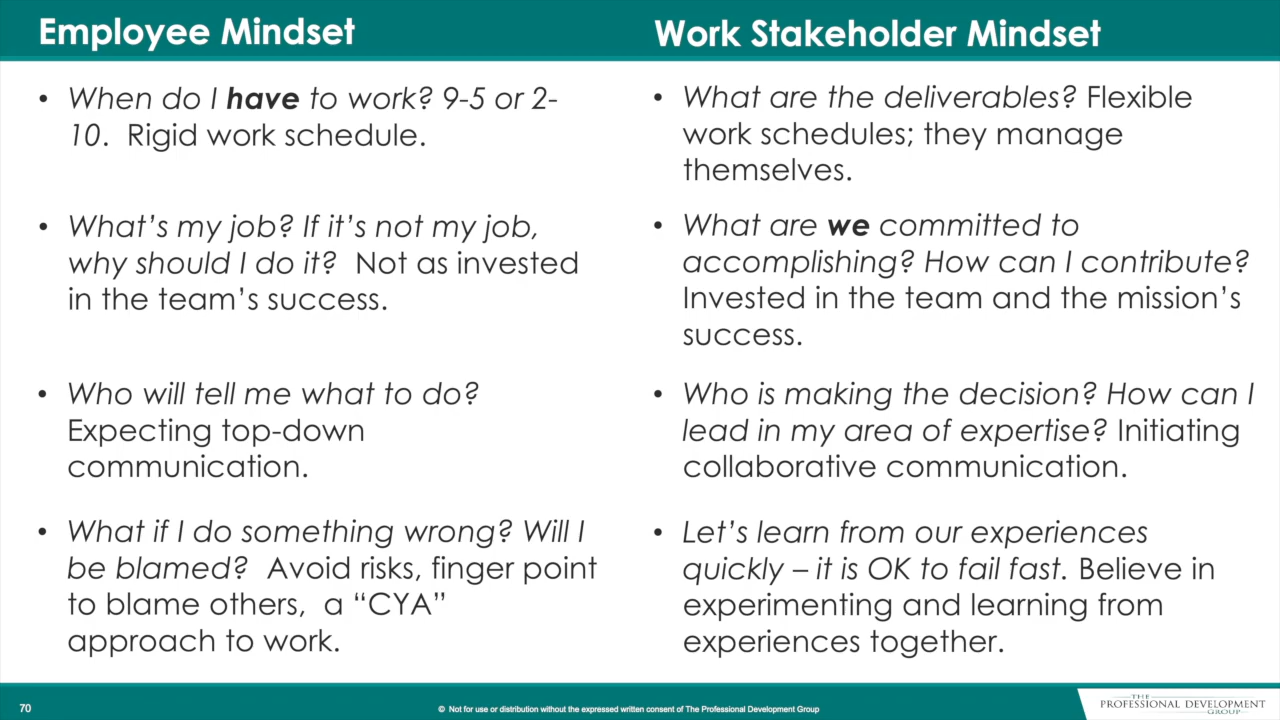 Employee Mindset
• When do I have to work? 9-5 or 2-
10.  Rigid work schedule.
• What’s my job? If it’s not my job,
why should I do it?  Not as invested
in the team’s success.
• Who will tell me what to do?
Expecting top-down
communication.
• What if I do something wrong? Will I
be blamed?  Avoid risks, finger point
to blame others,  a “CYA”
approach to work.
Work Stakeholder Mindset
• What are the deliverables? Flexible
work schedules; they manage
themselves.
• What are we committed to
accomplishing? How can I contribute?
Invested in the team and the mission’s
success.
• Who is making the decision? How can I
lead in my area of expertise? Initiating
collaborative communication.
• Let’s learn from our experiences
quickly – it is OK to fail fast. Believe in
experimenting and learning from
experiences together.
70
© Not for use or distribution without the expressed written consent of The Professional Development Group
THE
PROFESSIONAL DEVELOPMENT
GROUP